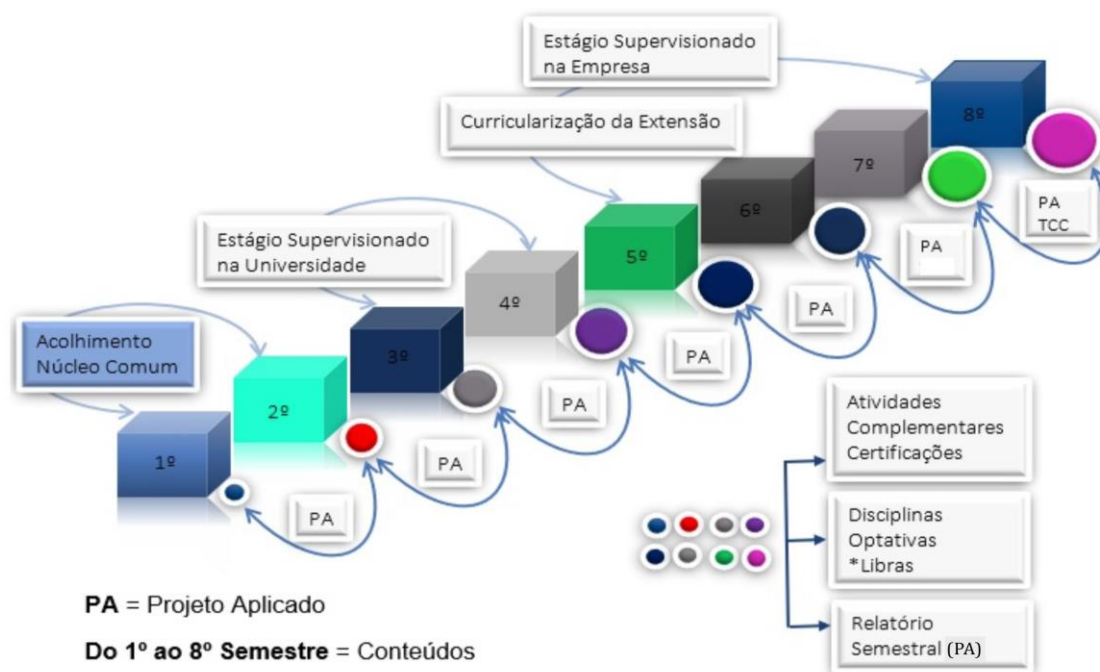 Estágio Supervisionado
na Empresa
8º
Curricularização da Extensão
7º
PA
TCC
6º
Estágio Supervisionado
na Universidade
5º
PA
4º
PA
Acolhimento
Núcleo Comum
3º
PA
2º
PA
Atividades
Complementares
Certificações
1º
PA
PA
Disciplinas
Optativas
*Libras
PA = Projeto Aplicado
Relatório
Semestral (PA)
Do 1º ao 8º Semestre = Conteúdos